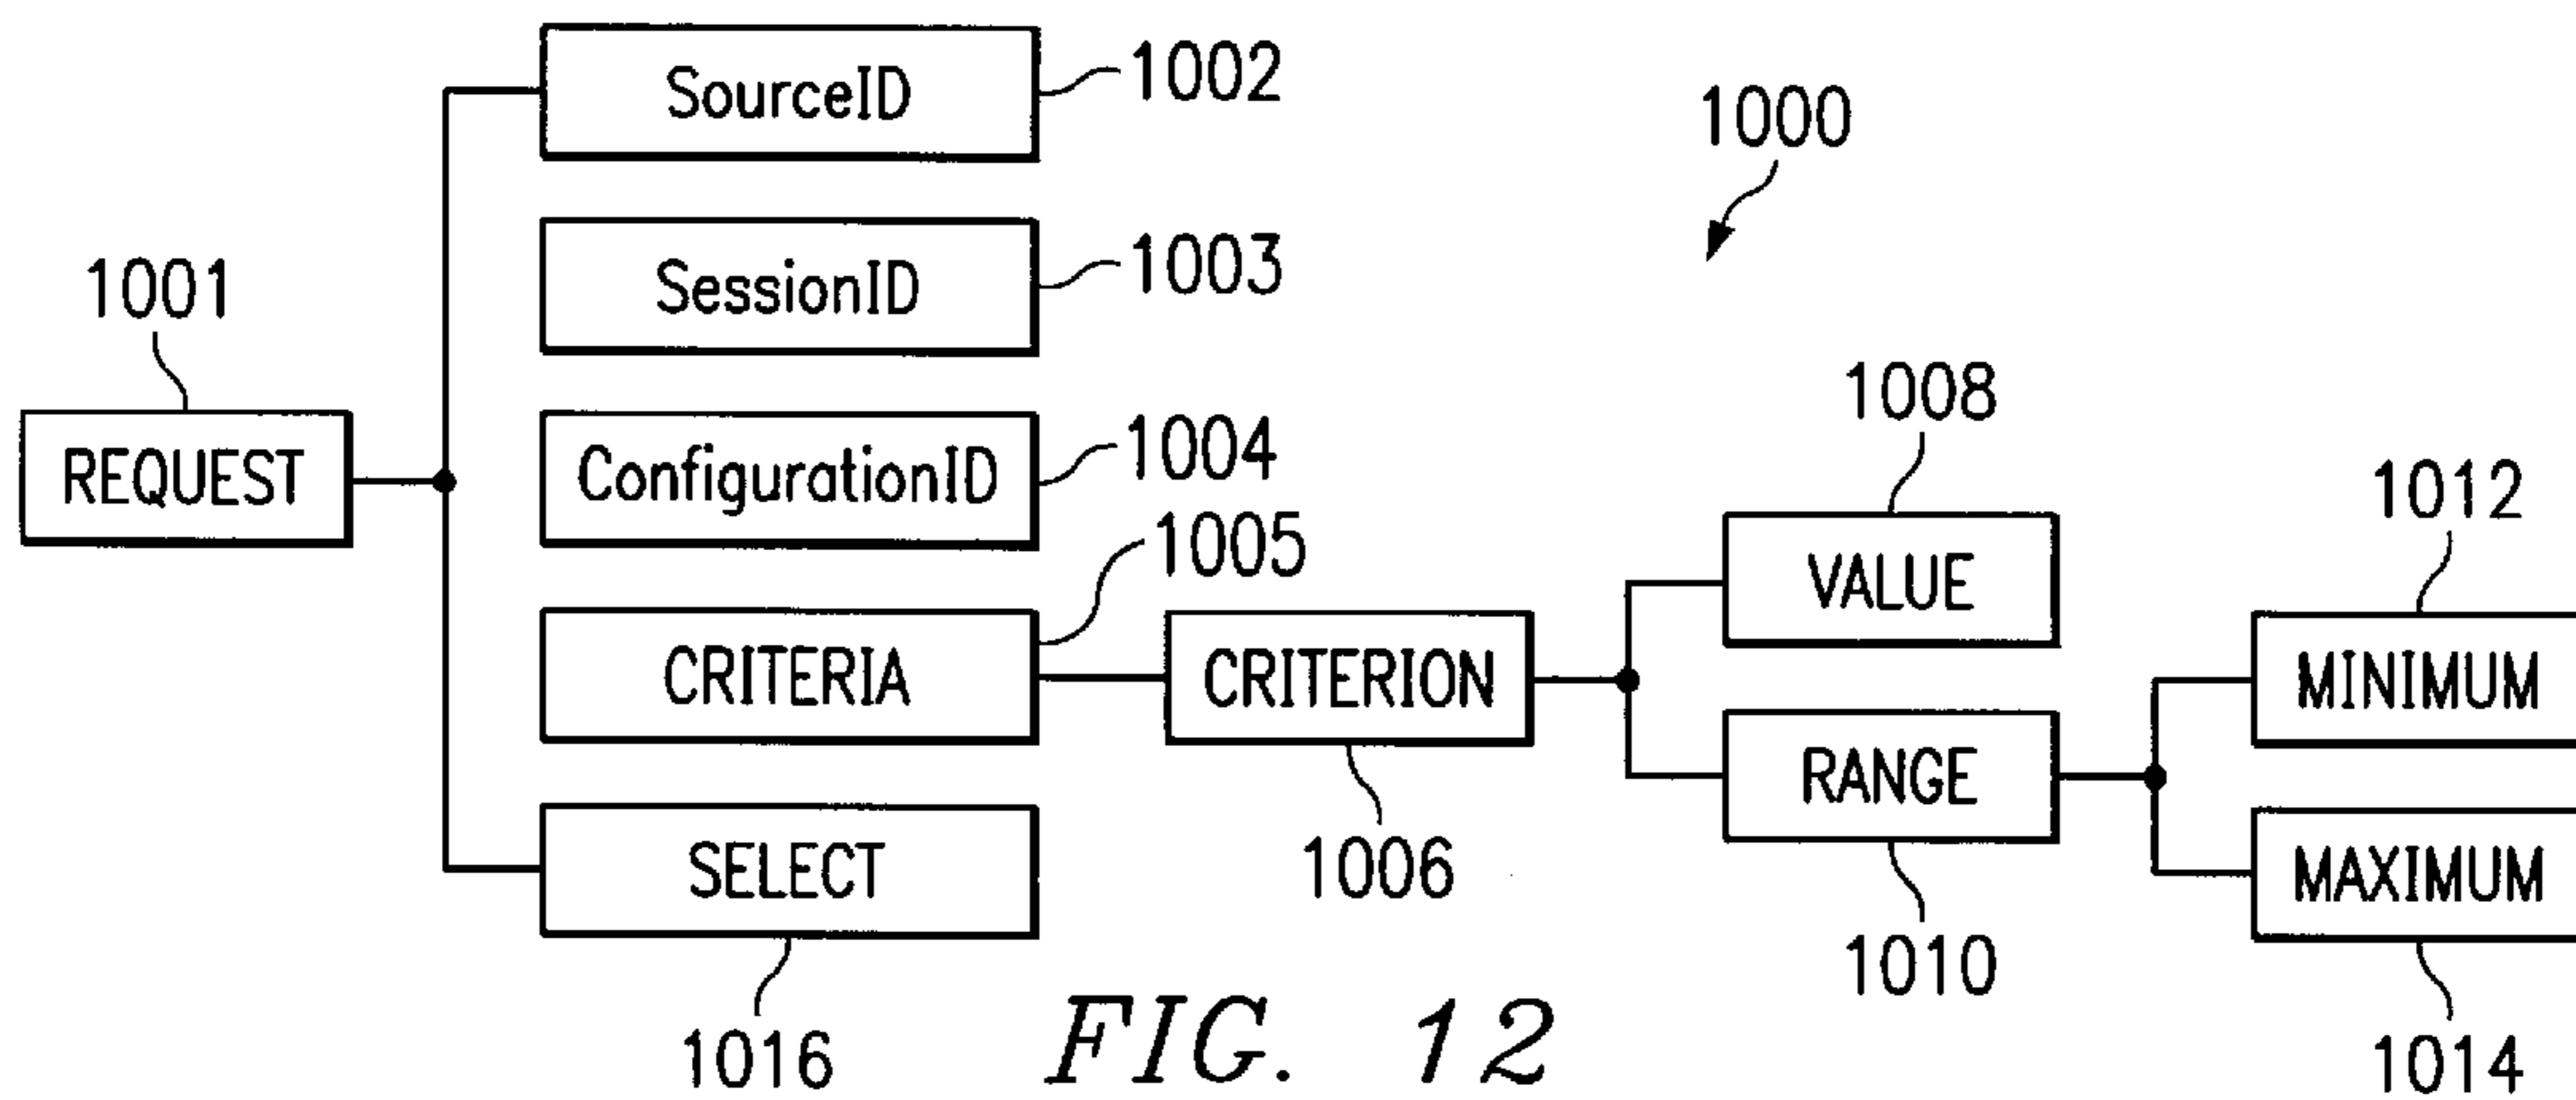 SourceID
1002
1000
SessionID
1003
1001
REQUEST
ConfigurationID
1004
1005
CRITERIA
CRITERION
1006
1008
VALUE
RANGE
1010
1012
MINIMUM
MAXIMUM
1014
SELECT
1016
FIG. 12